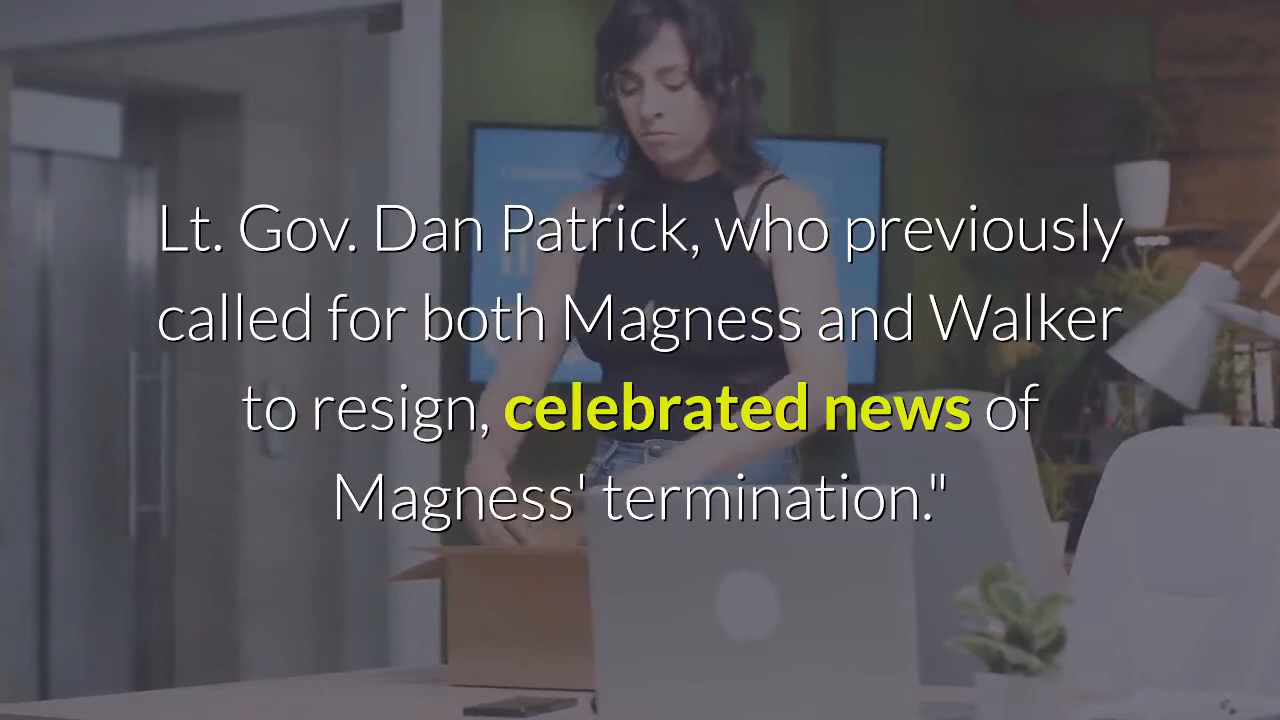 Lt. Gov. Dan Patrick, who previously
called for both Magness and Walker
to resign, celebrated news of
Magness' termination."